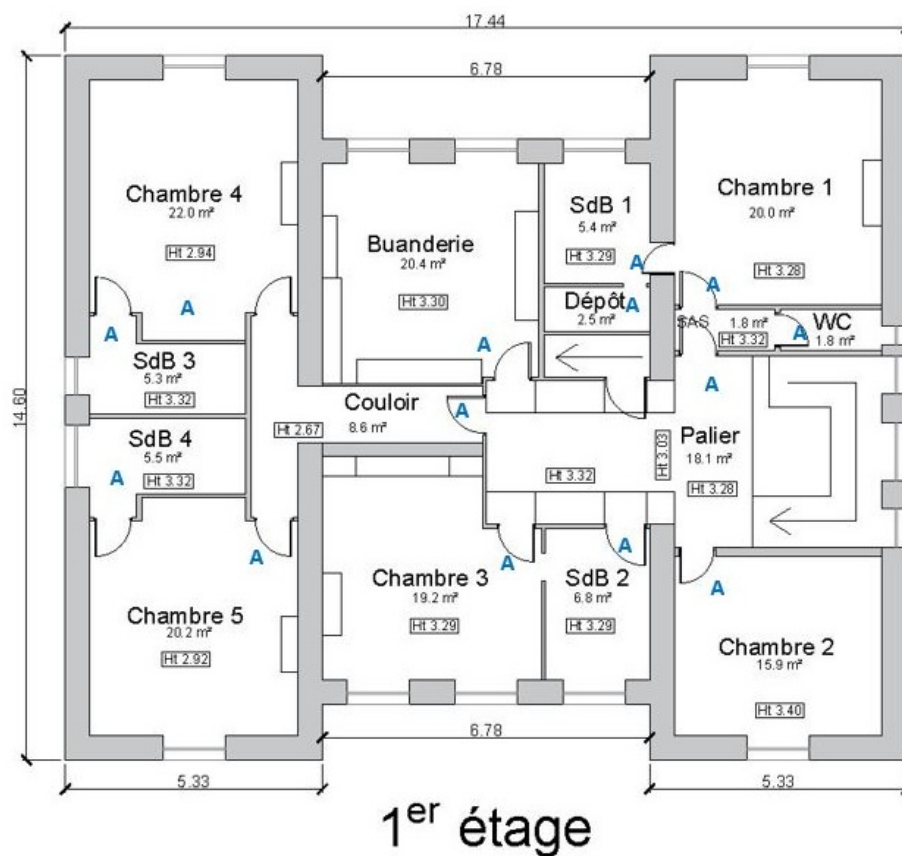 17.44
6.78
Chambre 4
22.0 m²
Ht 2.94
A
A
Buanderie
20.4 m²
Ht 3.30
A
SdB 1
5.4 m²
Ht 3.29
A
Dépôt
2.5 m²
A
Chambre 1
20.0 m²
Ht 3.28
A
SAS
1.8 m²
Ht 3.32
A
WC
1.8 m²
SdB 3
5.3 m²
Ht 3.32
14.60
Couloir
8.6 m²
Ht 2.67
A
A
Palier
18.1 m²
Ht 3.28
Ht 3.03
Ht 3.32
SdB 4
5.5 m²
Ht 3.32
A
A
Chambre 5
20.2 m²
Ht 2.92
Chambre 3
19.2 m²
Ht 3.29
A
A
SdB 2
6.8 m²
Ht 3.29
A
Chambre 2
15.9 m²
Ht 3.40
6.78
5.33
5.33
1er étage